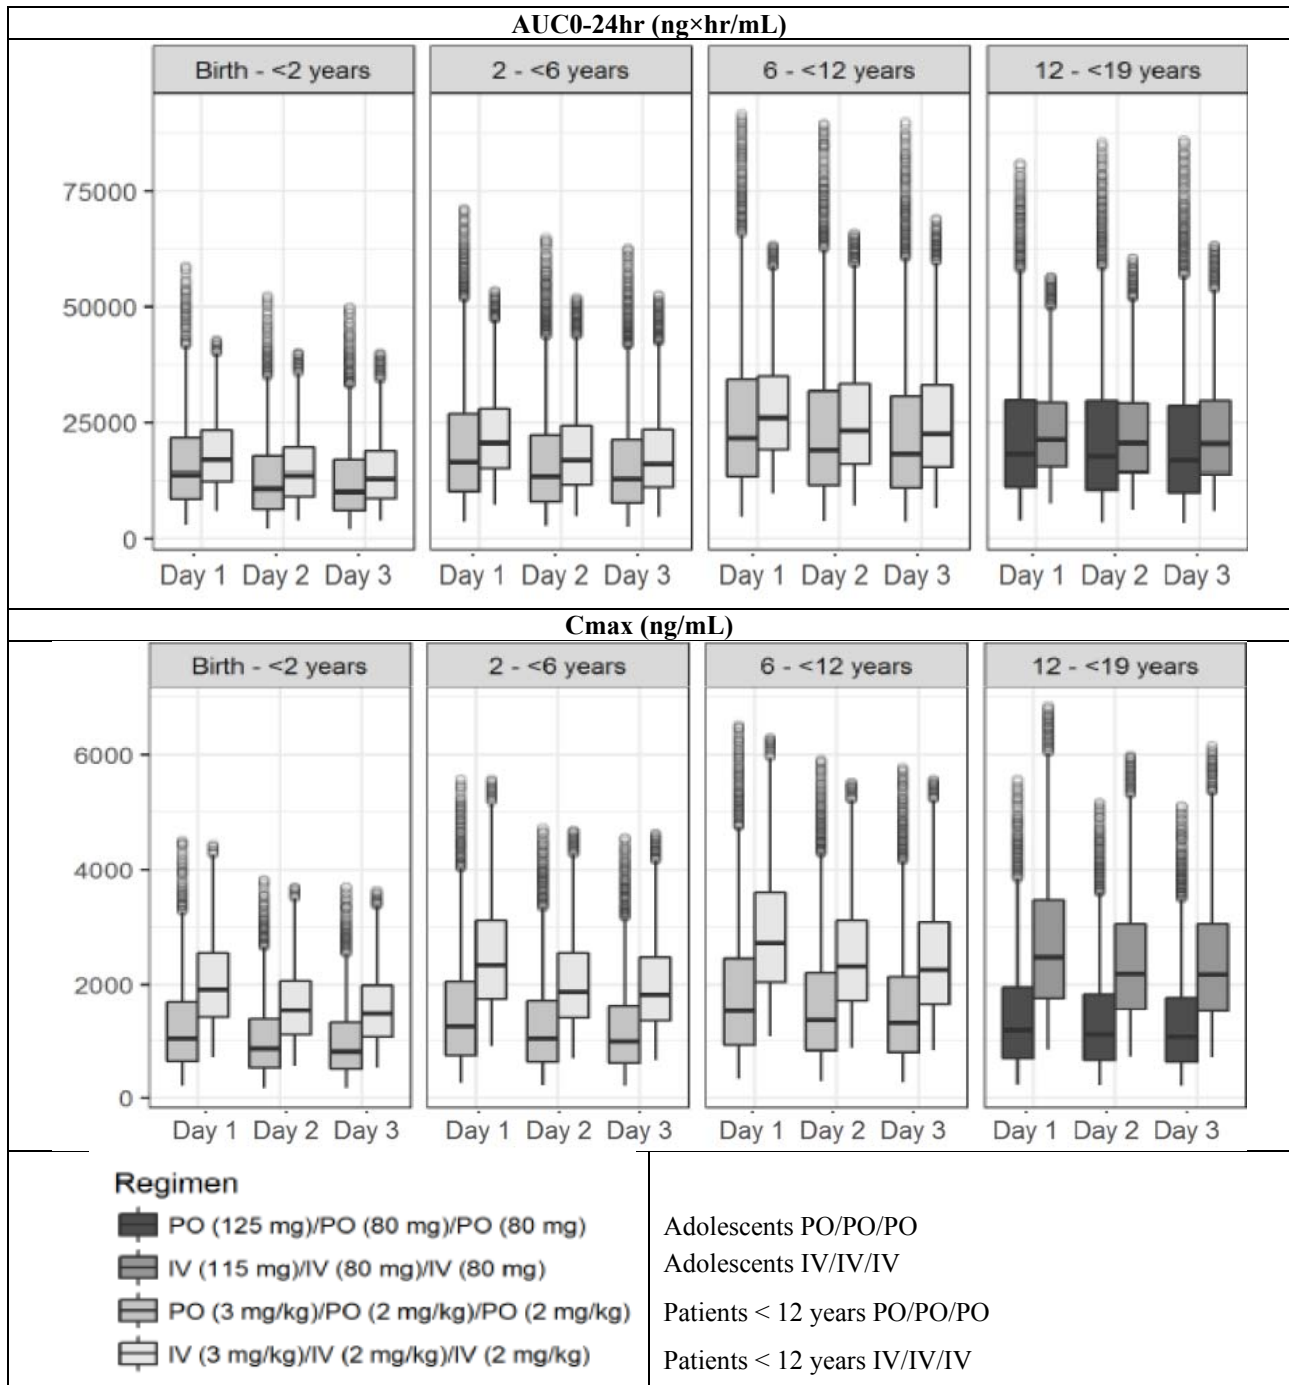 AUC0-24hr (ng×hr/mL)
Birth - <2 years
2 - <6 years
6 - <12 years
12 - <19 years
75000
50000
25000
0
Day 1 Day 2 Day 3
Day 1 Day 2 Day 3
Day 1 Day 2 Day 3
Day 1 Day 2 Day 3
Cmax (ng/mL)
Birth - <2 years
2 - <6 years
6 - <12 years
12 - <19 years
6000
4000
2000
0
Day 1 Day 2 Day 3
Day 1 Day 2 Day 3
Day 1 Day 2 Day 3
Day 1 Day 2 Day 3
Regimen
PO (125 mg)/PO (80 mg)/PO (80 mg)
IV (115 mg)/IV (80 mg)/IV (80 mg)
PO (3 mg/kg)/PO (2 mg/kg)/PO (2 mg/kg)
IV (3 mg/kg)/IV (2 mg/kg)/IV (2 mg/kg)
Adolescents PO/PO/PO
Adolescents IV/IV/IV
Patients < 12 years PO/PO/PO
Patients < 12 years IV/IV/IV